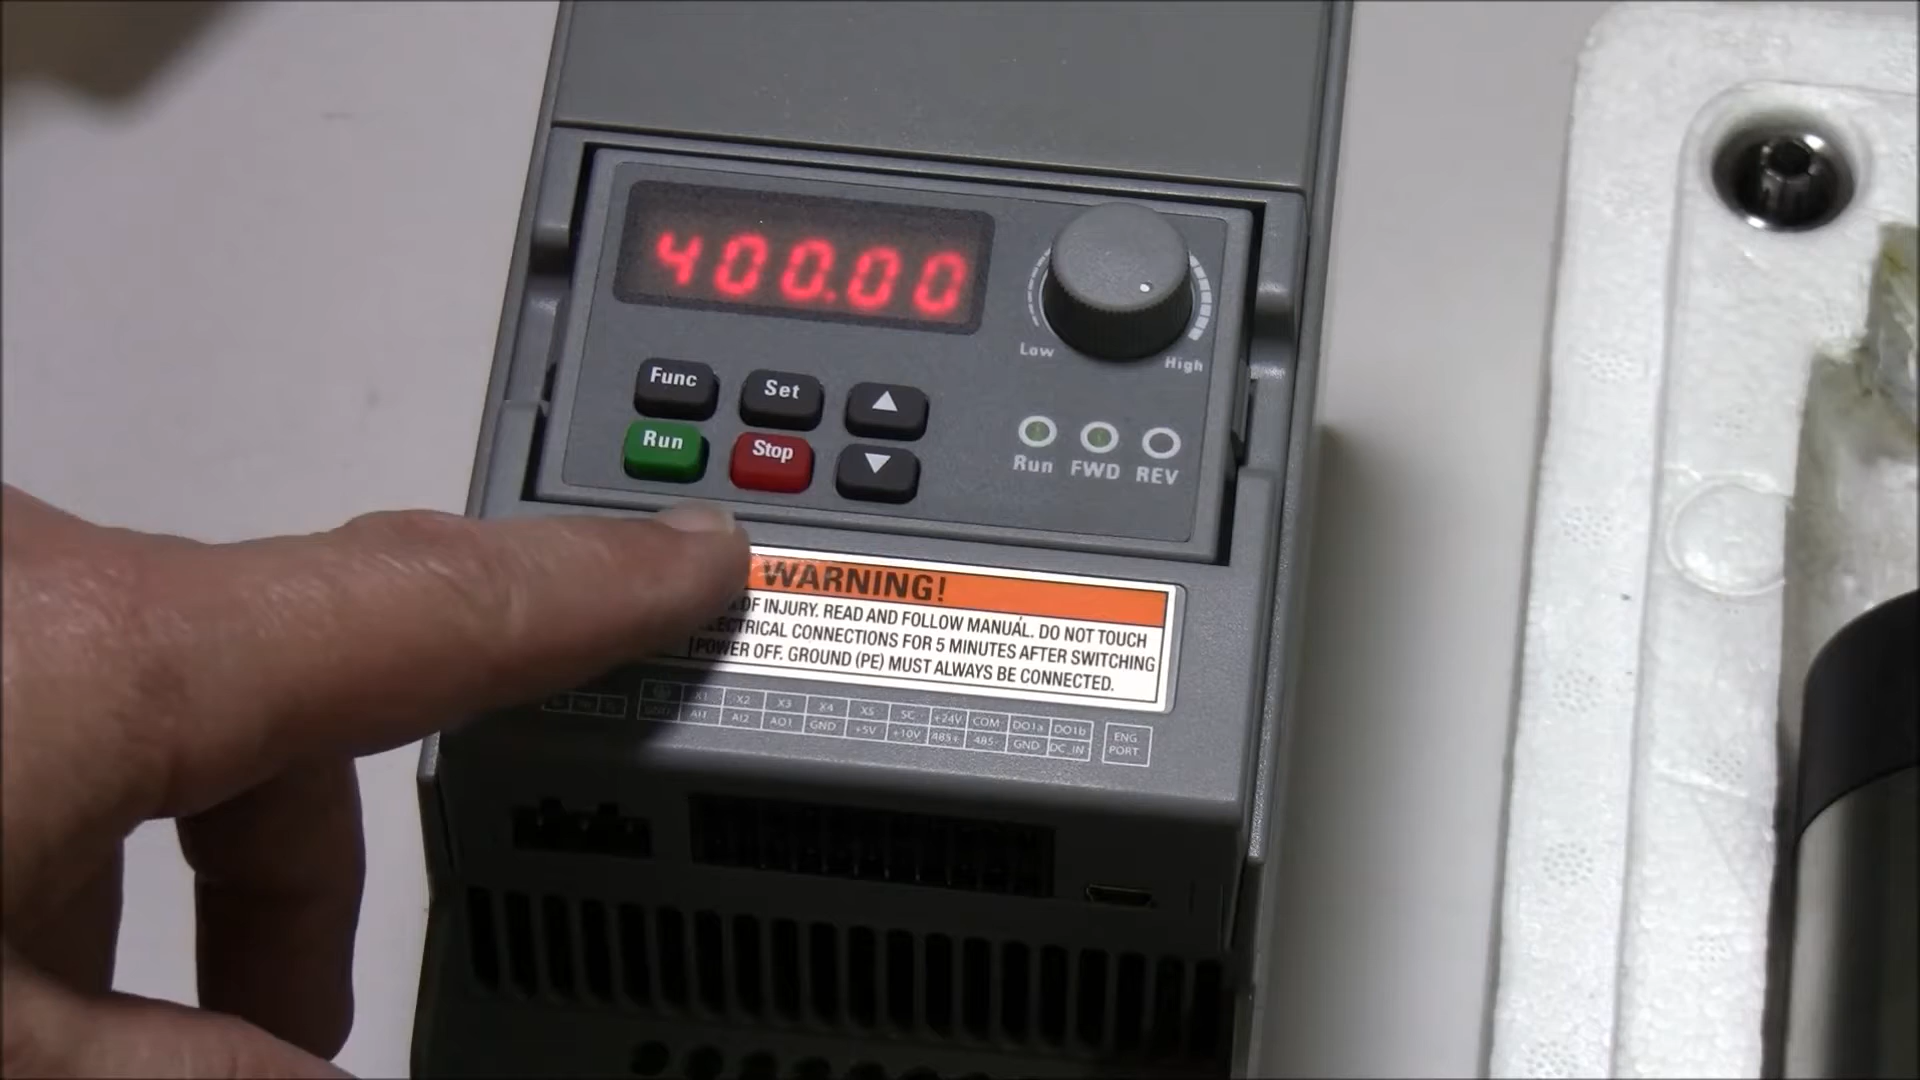 400.00
Low
High
Func
Set
Run
Stop
Run
FWD
REV
WARNING!
OF INJURY. READ AND FOLLOW MANUAL. DO NOT TOUCH
ELECTRICAL CONNECTIONS FOR 5 MINUTES AFTER SWITCHING
POWER OFF. GROUND (PE) MUST ALWAYS BE CONNECTED.
X1 X2 X3 X4 X5 SC +24V COM DO1a DO1b
AI1 AI2 AO1 GND +5V +10V 485+ 485- GND DC_IN
ENG
PORT